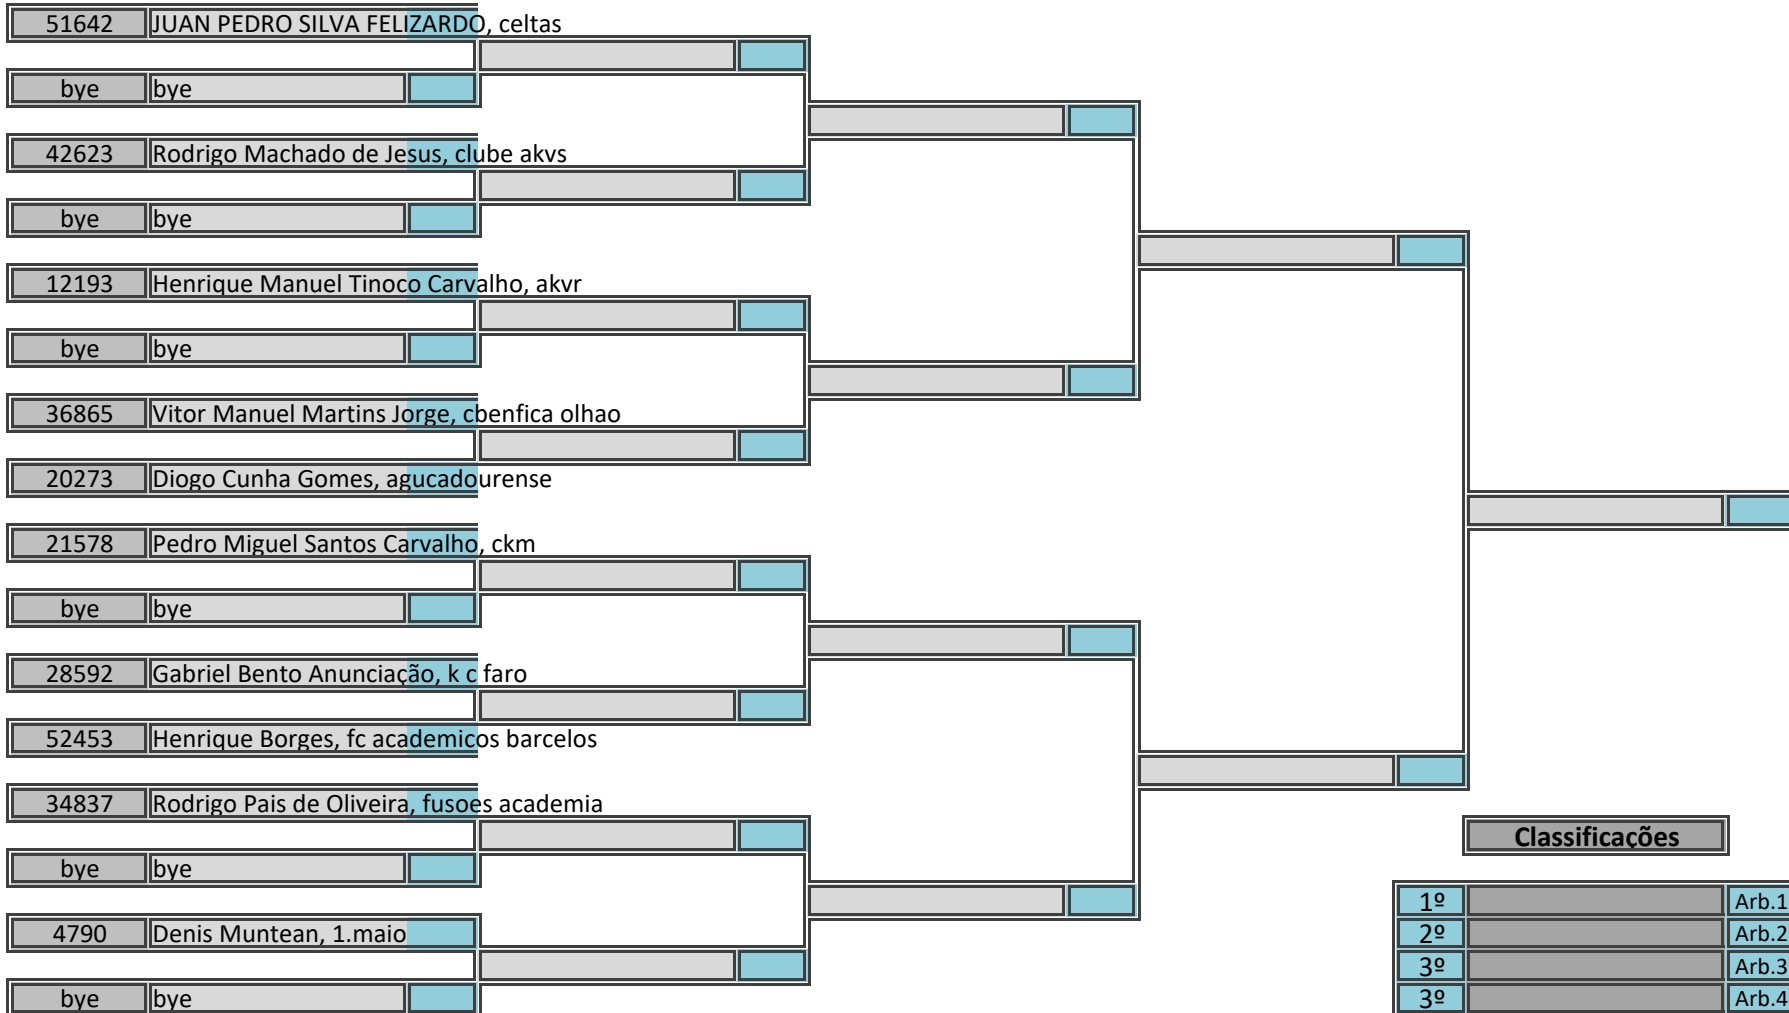 51642 JUAN PEDRO SILVA FELIZARDO, celtas
bye bye
42623 Rodrigo Machado de Jesus, clube akvs
bye bye
12193 Henrique Manuel Tinoco Carvalho, akvr
bye bye
36865 Vitor Manuel Martins Jorge, cbenfica olhao
20273 Diogo Cunha Gomes, agucadourense
21578 Pedro Miguel Santos Carvalho, ckm
bye bye
28592 Gabriel Bento Anunciação, k c faro
52453 Henrique Borges, fc academicos barcelos
34837 Rodrigo Pais de Oliveira, fusoes academia
bye bye
4790 Denis Muntean, 1.maio
bye bye
Classificações
1º Arb.1
2º Arb.2
3º Arb.3
3º Arb.4